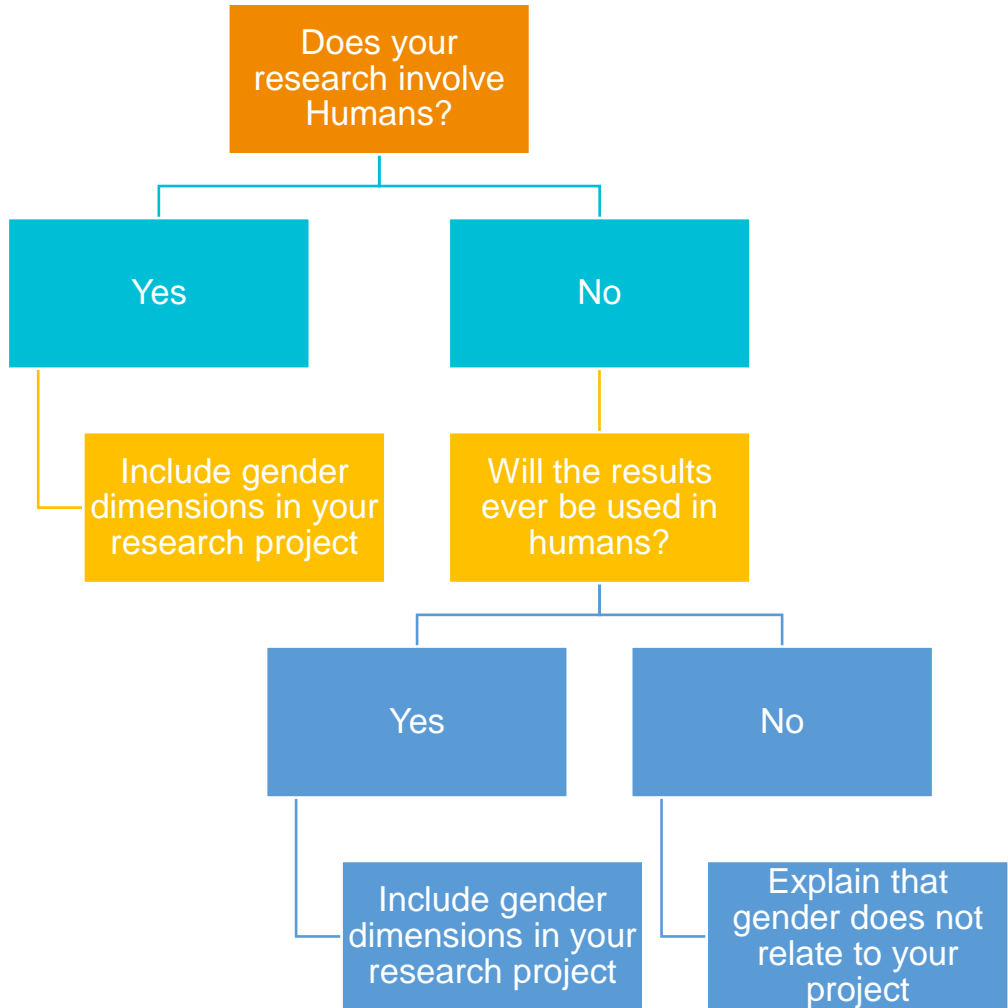 Does your
research involve
Humans?
Yes
No
Include gender
dimensions in your
research project
Will the results
ever be used in
humans?
Yes
No
Include gender
dimensions in your
research project
Explain that
gender does not
relate to your
project